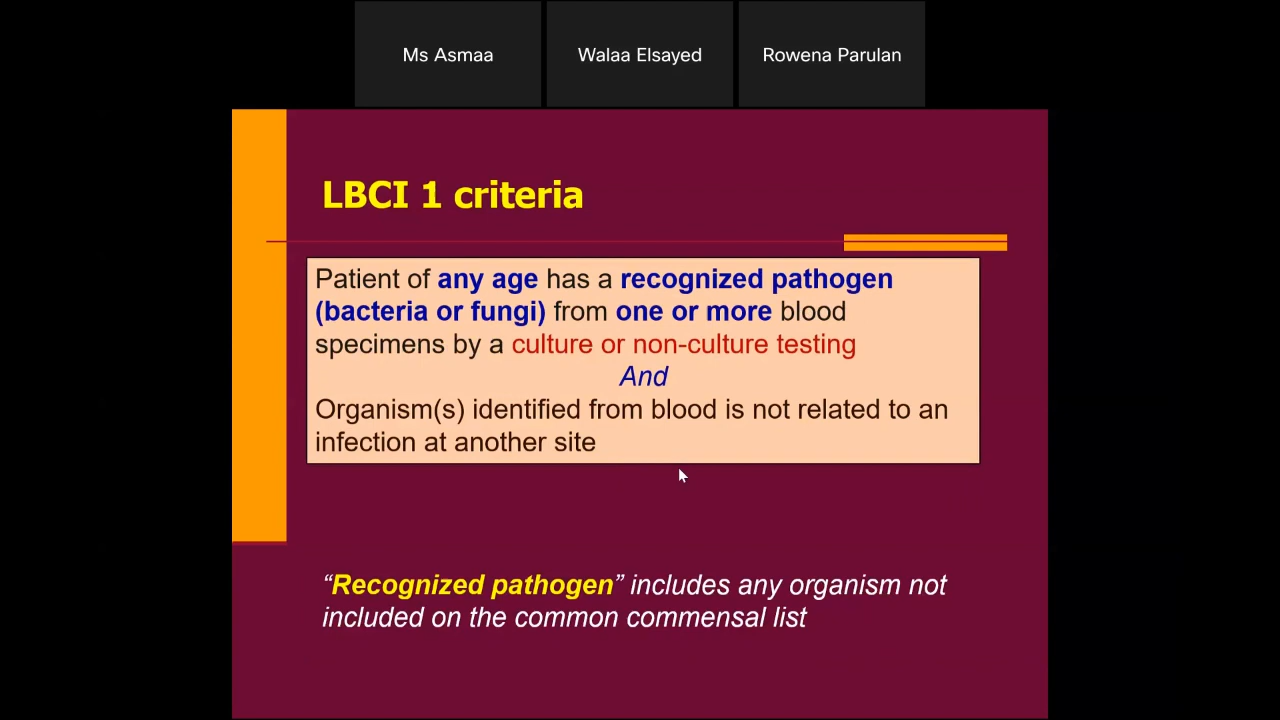 Ms Asmaa
Walaa Elsayed
Rowena Parulan
LBCI 1 criteria
Patient of any age has a recognized pathogen
(bacteria or fungi) from one or more blood
specimens by a culture or non-culture testing
And
Organism(s) identified from blood is not related to an
infection at another site
“Recognized pathogen” includes any organism not
included on the common commensal list